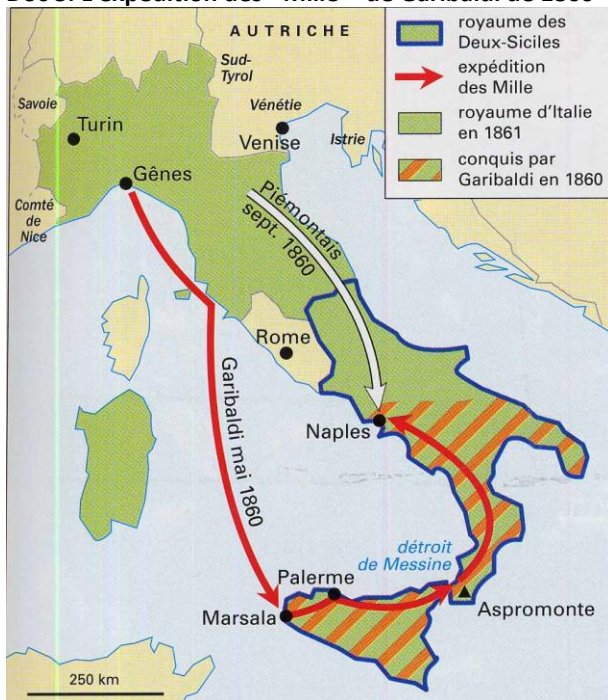 Doc 3: L'expédition des « Mille » de Garibaldi de 1860
AUTRICHE
Sud-
Tyrol
Savoie
Turin
Vénétie
Venise
Istrie
Gênes
Comté
de
Nice
Piémontais
sept. 1860
Rome
Garibaldi mai 1860
Naples
détroit
de Messine
Palerme
Marsala
Aspromonte
250 km
royaume des
Deux-Siciles
expédition
des Mille
royaume d'Italie
en 1861
conquis par
Garibaldi en 1860